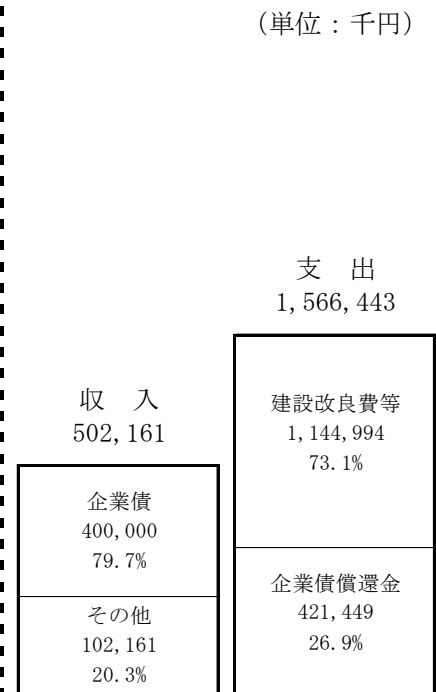 （単位：千円）
支　出
1,566,443
建設改良費等
1,144,994
73.1%
企業債償還金
421,449
26.9%
収　入
502,161
企業債
400,000
79.7%
その他
102,161
20.3%